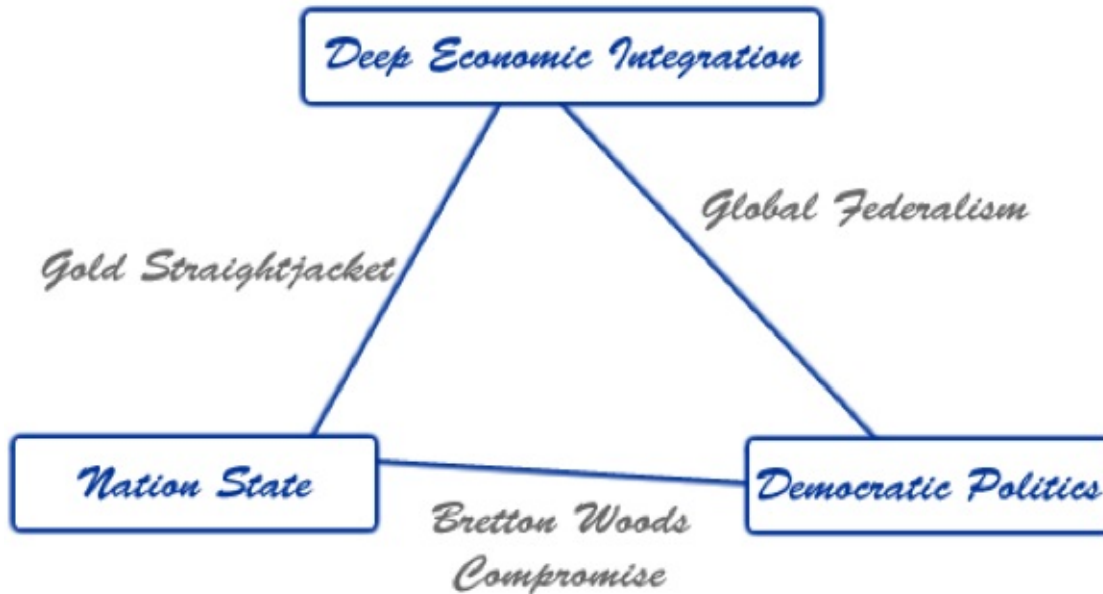 Deep Economic Integration
Global Federalism
Gold Straightjacket
Nation State
Democratic Politics
Bretton Woods
Compromise